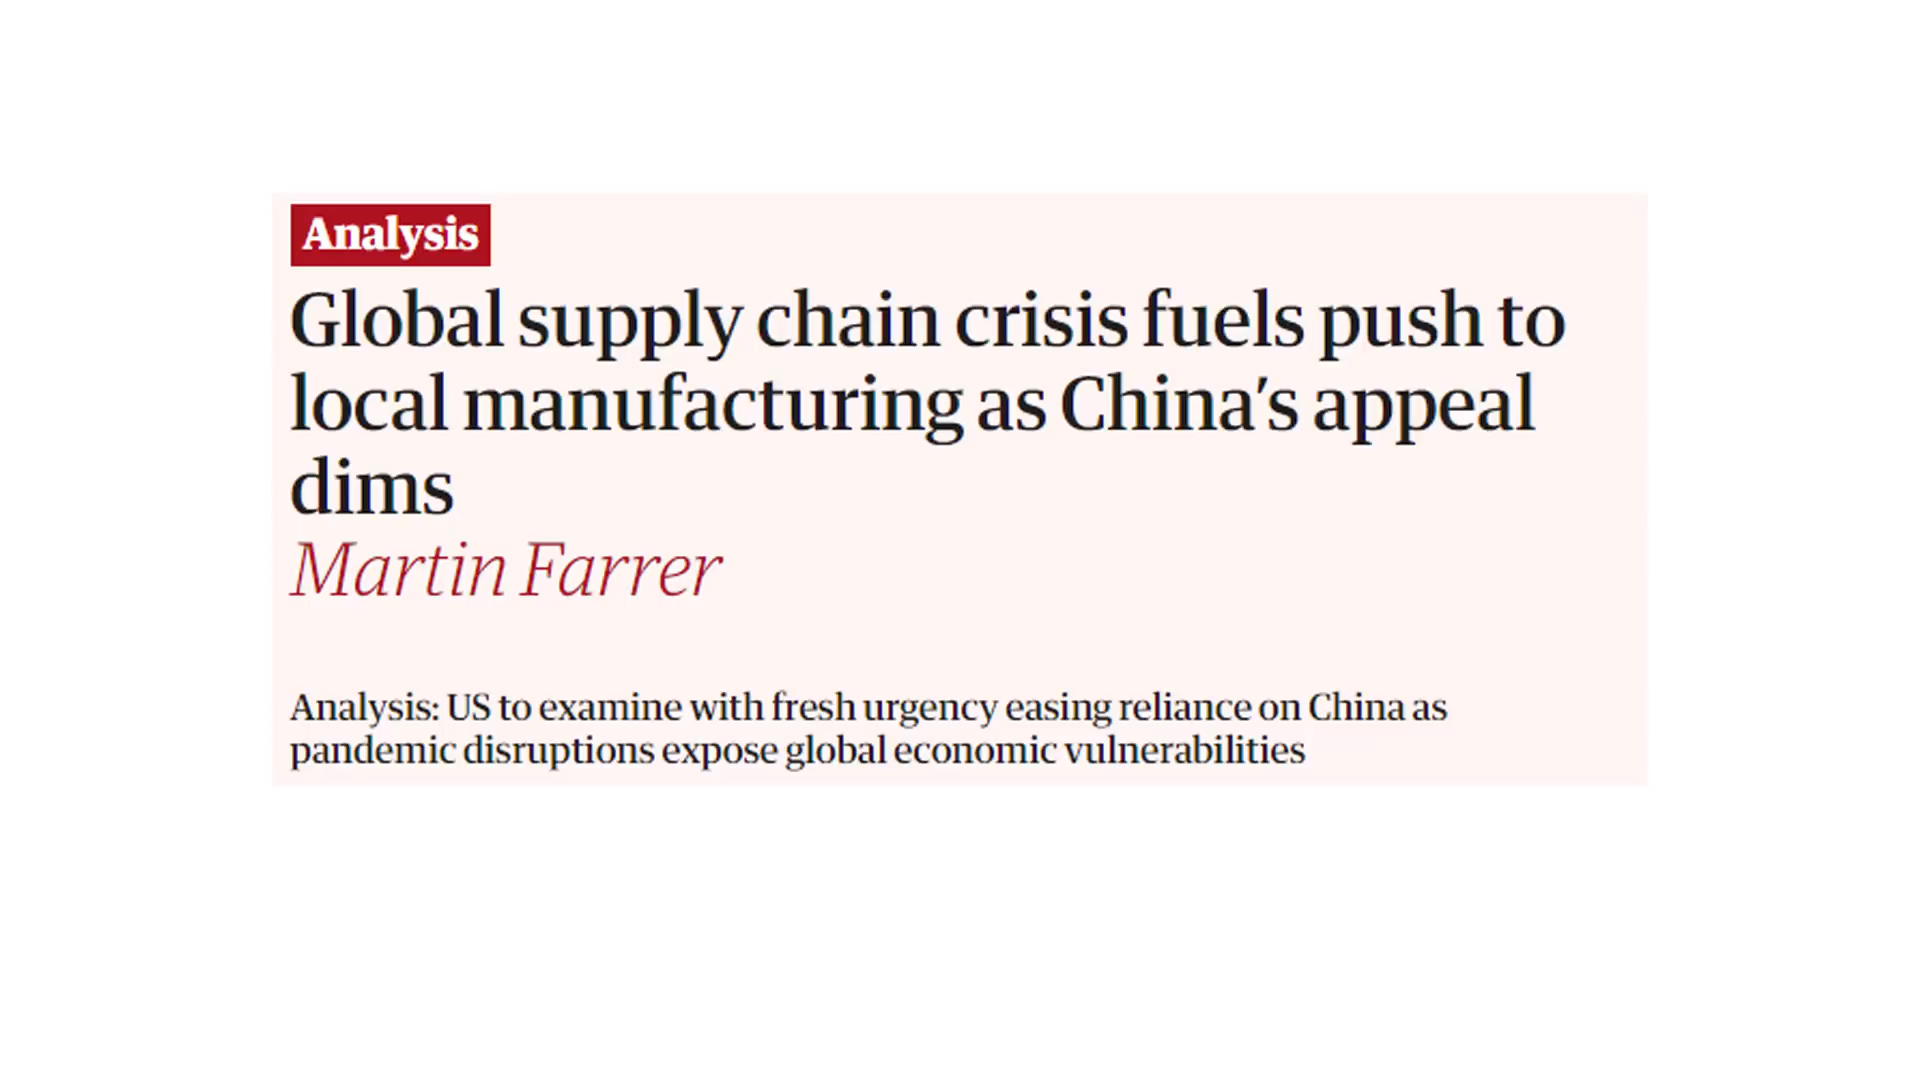 Analysis
Global supply chain crisis fuels push to
local manufacturing as China’s appeal
dims
Martin Farrer
Analysis: US to examine with fresh urgency easing reliance on China as
pandemic disruptions expose global economic vulnerabilities